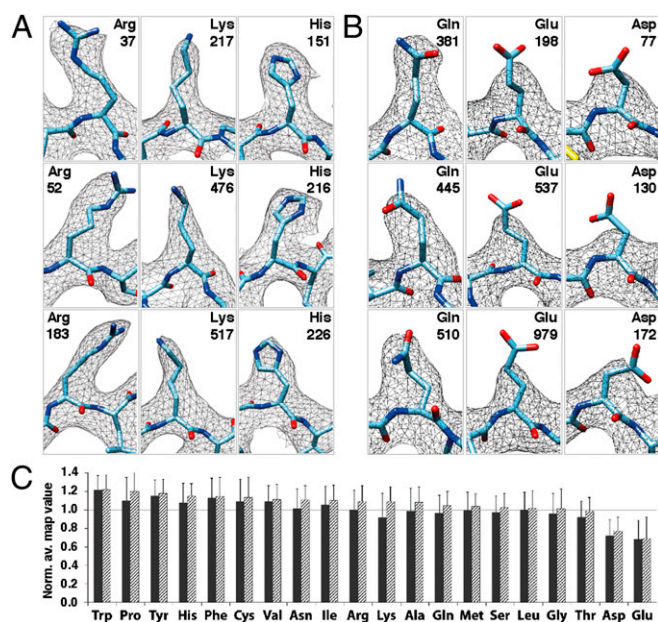 A
B
Arg
37
Lys
217
His
151
Gln
381
Glu
198
Asp
77
Arg
52
Lys
476
His
216
Gln
445
Glu
537
Asp
130
Arg
183
Lys
517
His
226
Gln
510
Glu
979
Asp
172
C
Norm. av. map value
1.4
1.2
1.0
0.8
0.6
0.4
0.2
0.0
Trp Pro Tyr His Phe Cys Val Asn Ile Arg Lys Ala Gln Met Ser Leu Gly Thr Asp Glu